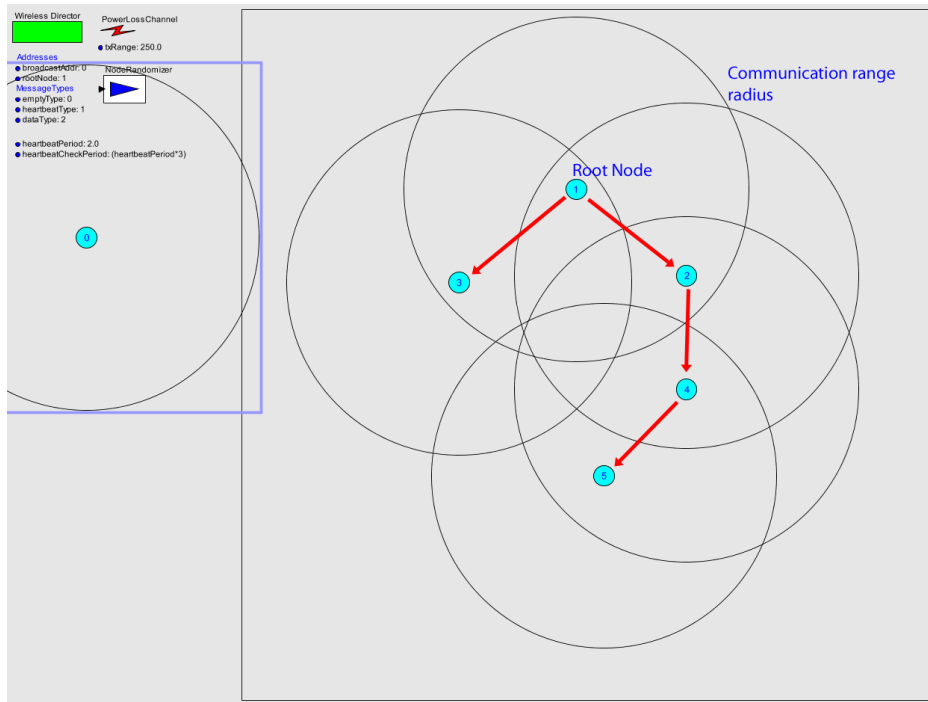 Wireless Director
PowerLossChannel
txRange: 250.0
Addresses
broadcastAddr: 0
rootNode: 1
NodeRandomizer
MessageTypes
emptyType: 0
heartbeatType: 1
dataType: 2
heartbeatPeriod: 2.0
heartbeatCheckPeriod: (heartbeatPeriod*3)
Communication range
radius
Root Node
1
0
3
2
4
5